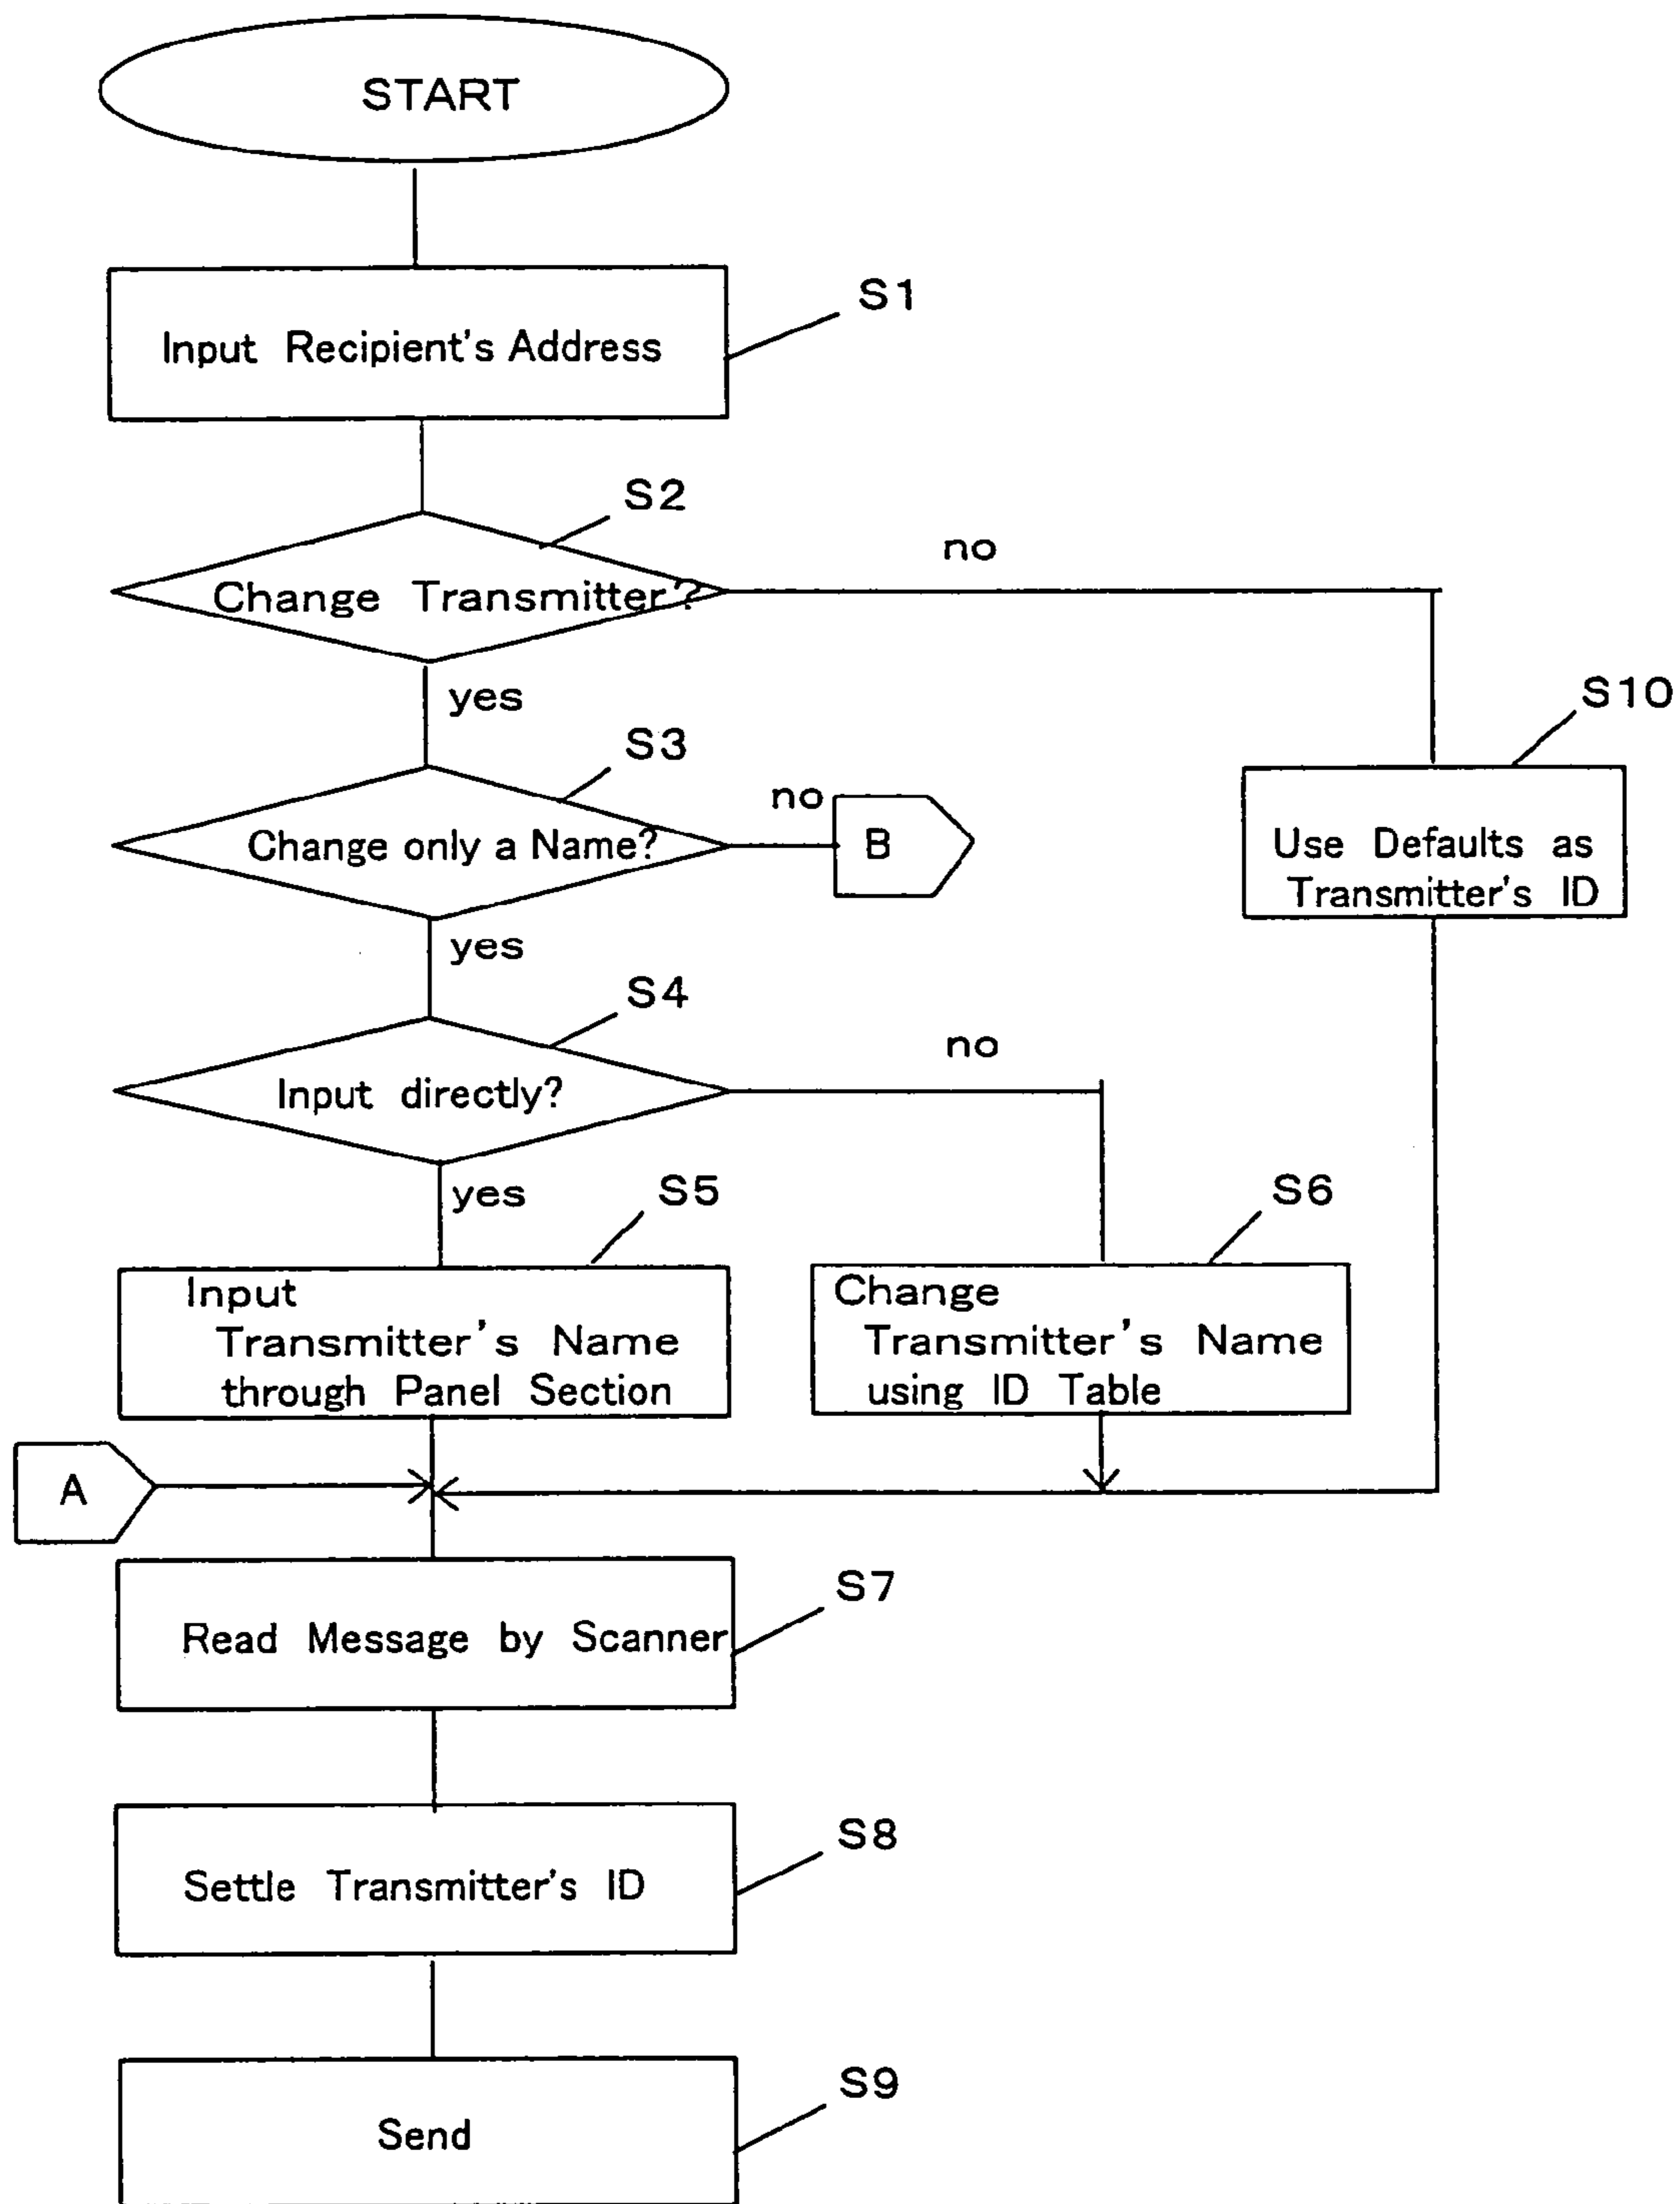 START
S1
Input Recipient's Address
S2
no
Change Transmitter?
yes
S10
S3
no
B
Change only a Name?
Use Defaults as
Transmitter's ID
yes
S4
no
Input directly?
yes
S5
S6
Input
Transmitter's Name
through Panel Section
Change
Transmitter's Name
using ID Table
A
S7
Read Message by Scanner
S8
Settle Transmitter's ID
S9
Send